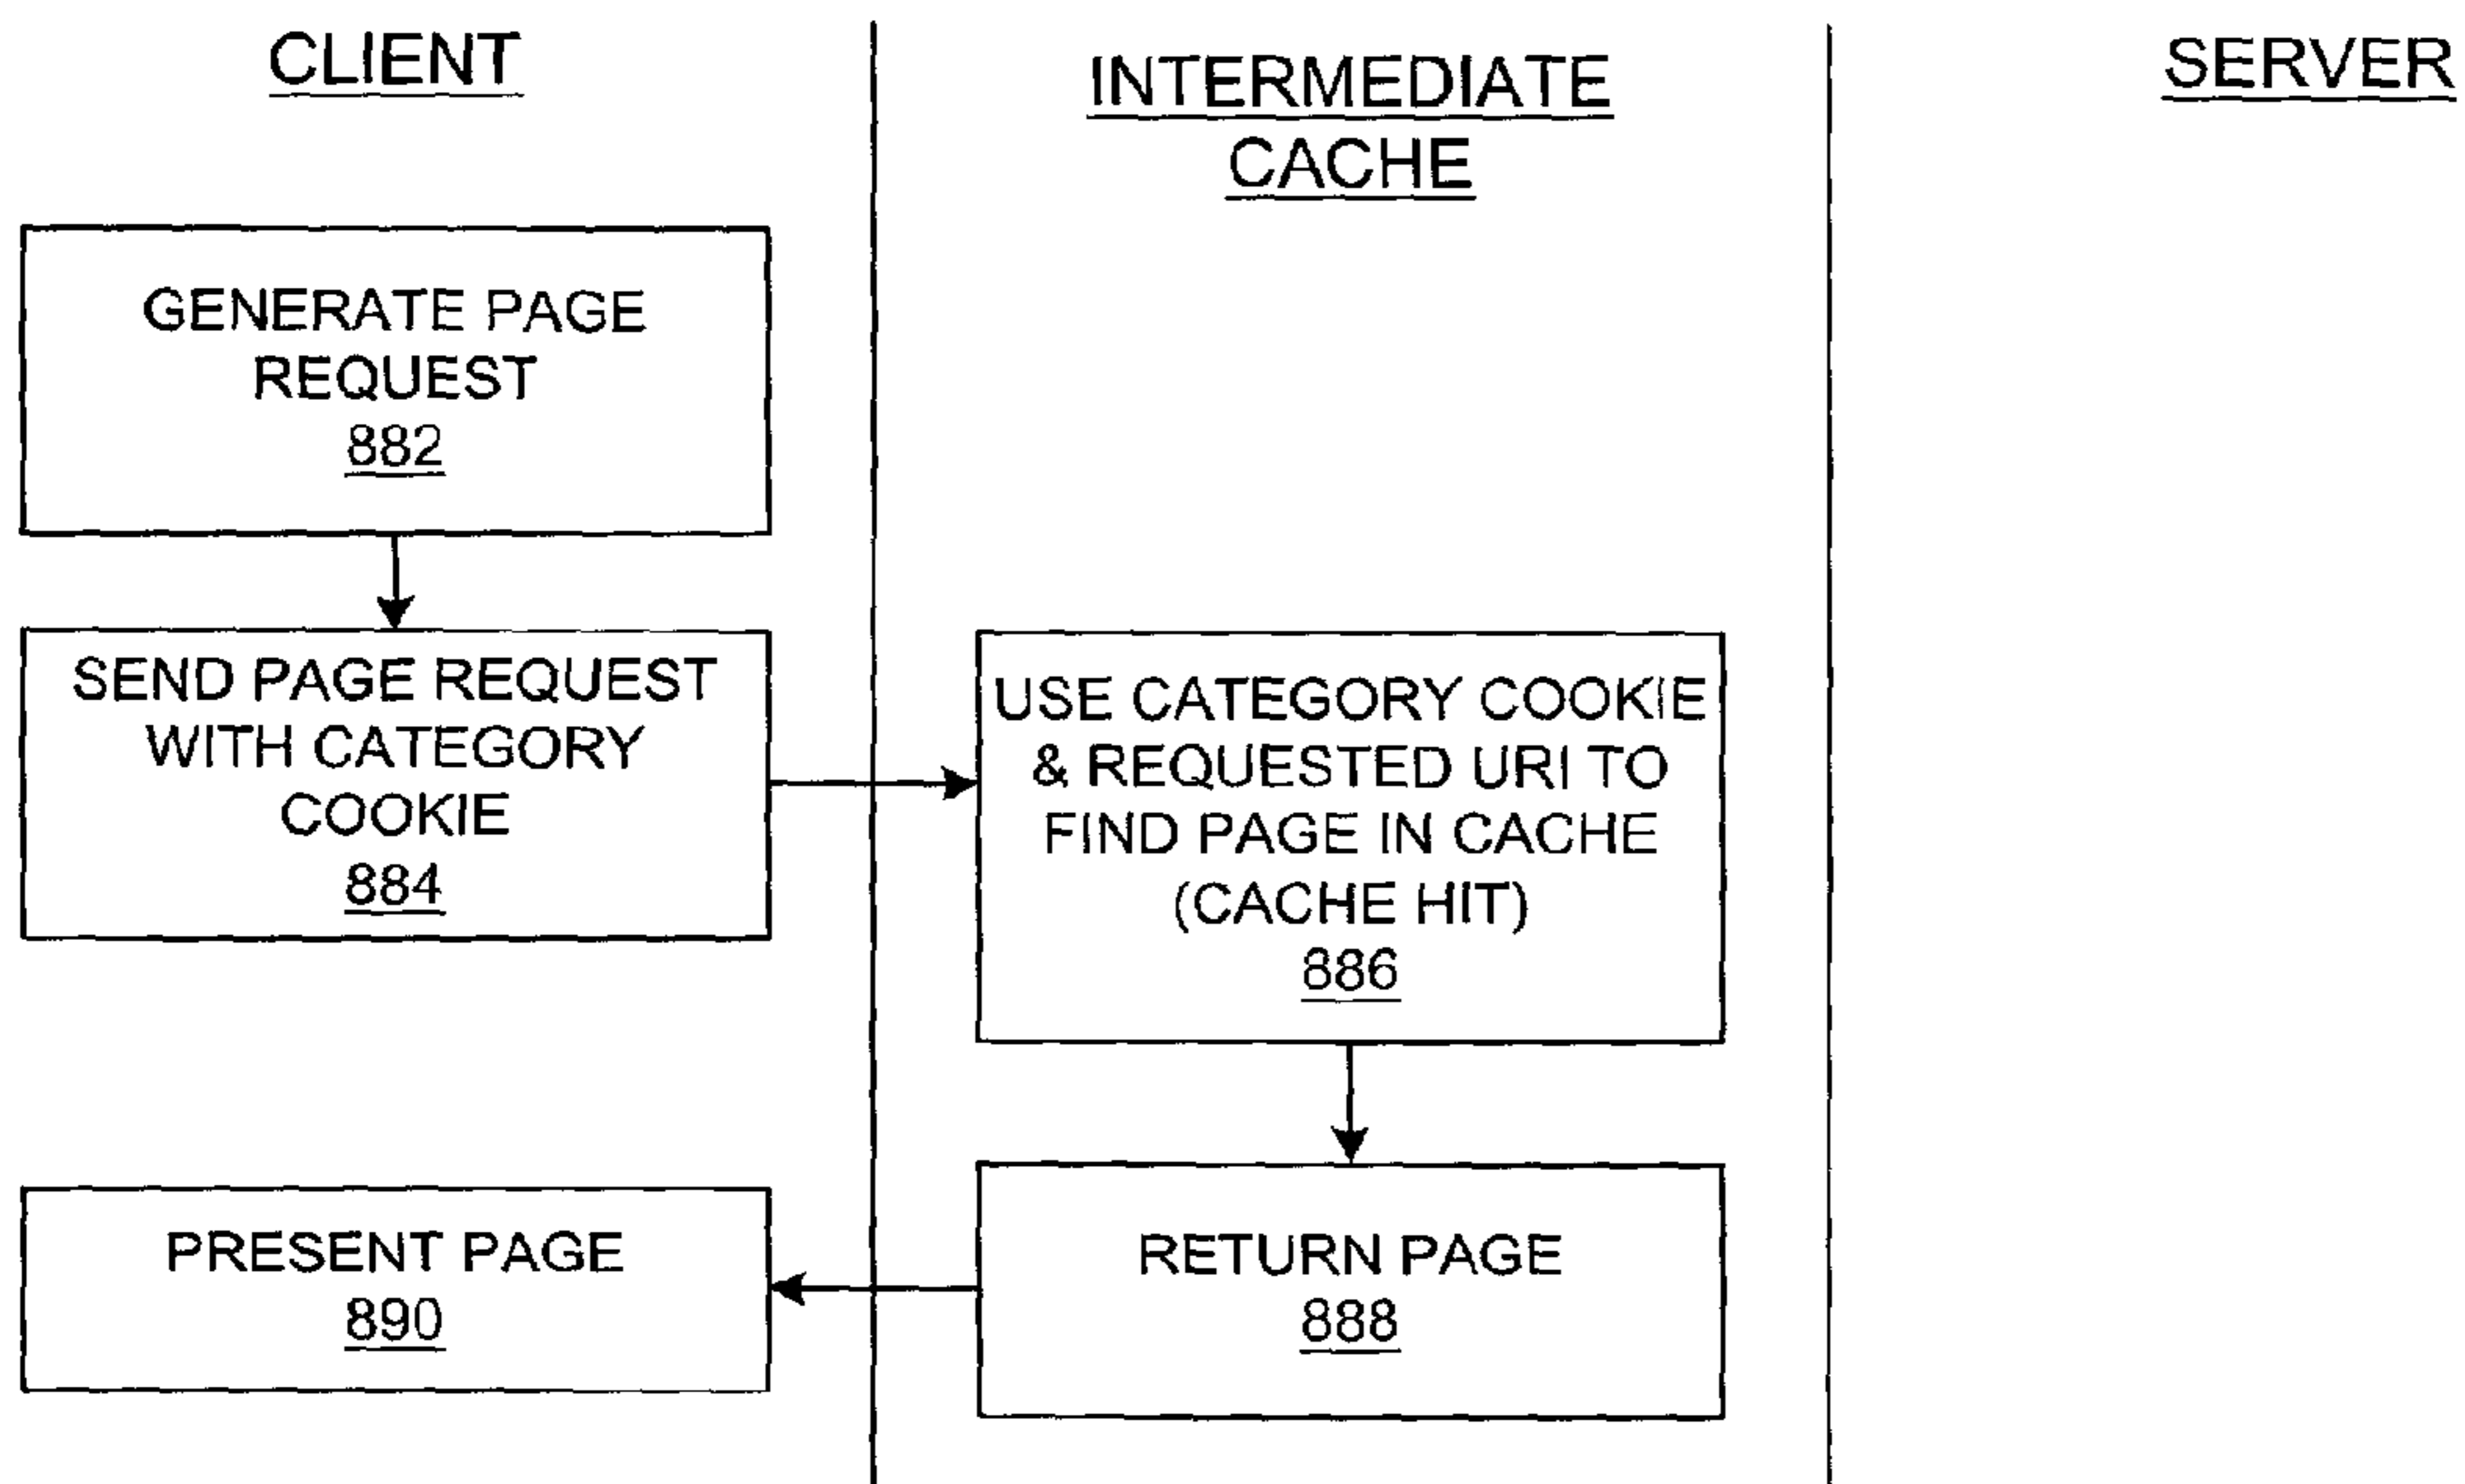 CLIENT
INTERMEDIATE
CACHE
SERVER
GENERATE PAGE
REQUEST
882
SEND PAGE REQUEST
WITH CATEGORY
COOKIE
884
USE CATEGORY COOKIE
& REQUESTED URI TO
FIND PAGE IN CACHE
(CACHE HIT)
886
RETURN PAGE
888
PRESENT PAGE
890